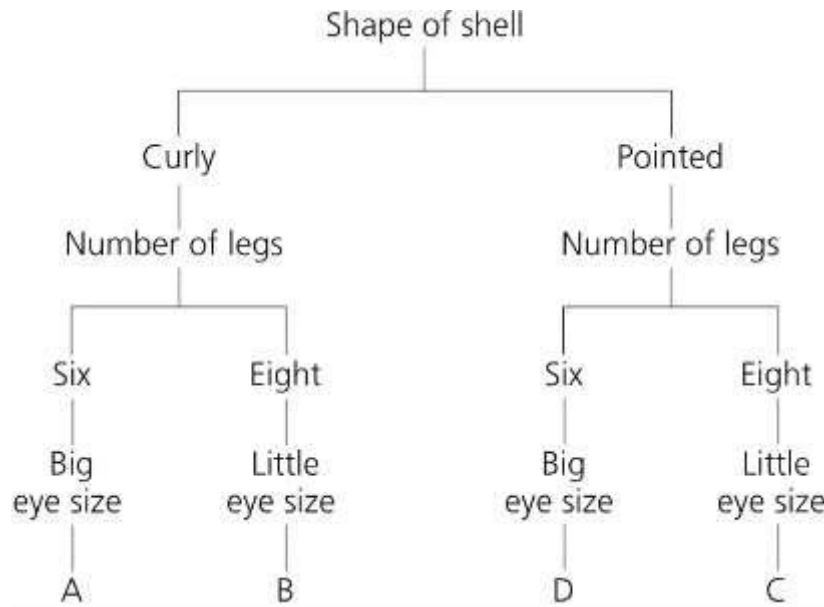 Shape of shell
Curly
Pointed
Number of legs
Number of legs
Six
Eight
Six
Eight
Big
eye size
Little
eye size
Big
eye size
Little
eye size
A
B
D
C